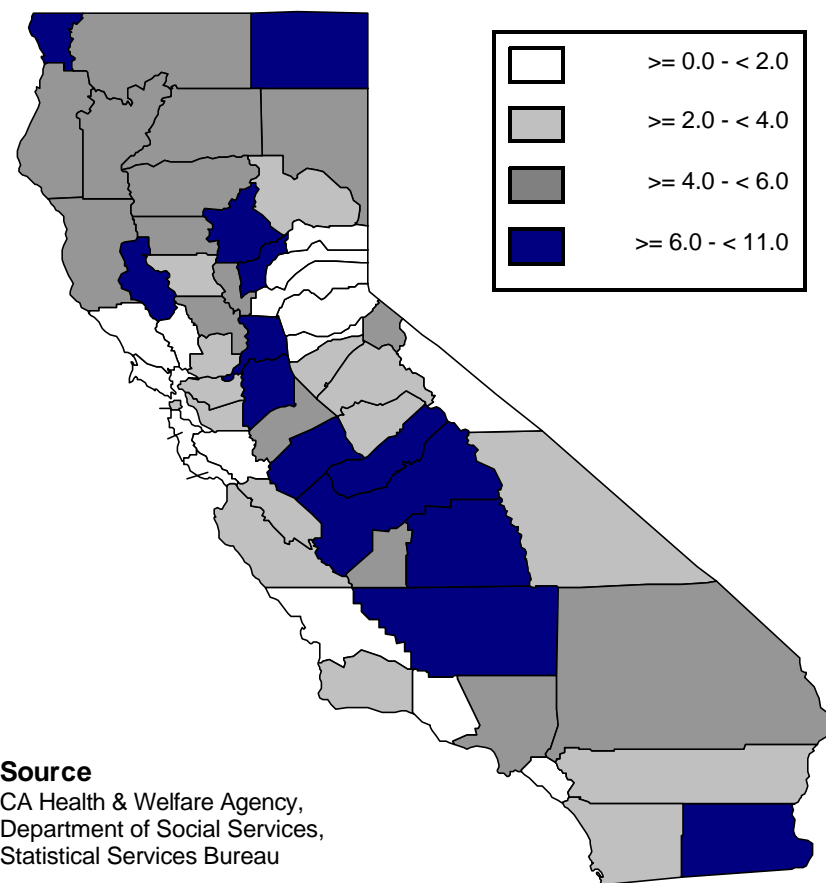 >= 0.0 - < 2.0
>= 2.0 - < 4.0
>= 4.0 - < 6.0
>= 6.0 - < 11.0
Source
CA Health & Welfare Agency,
Department of Social Services,
Statistical Services Bureau